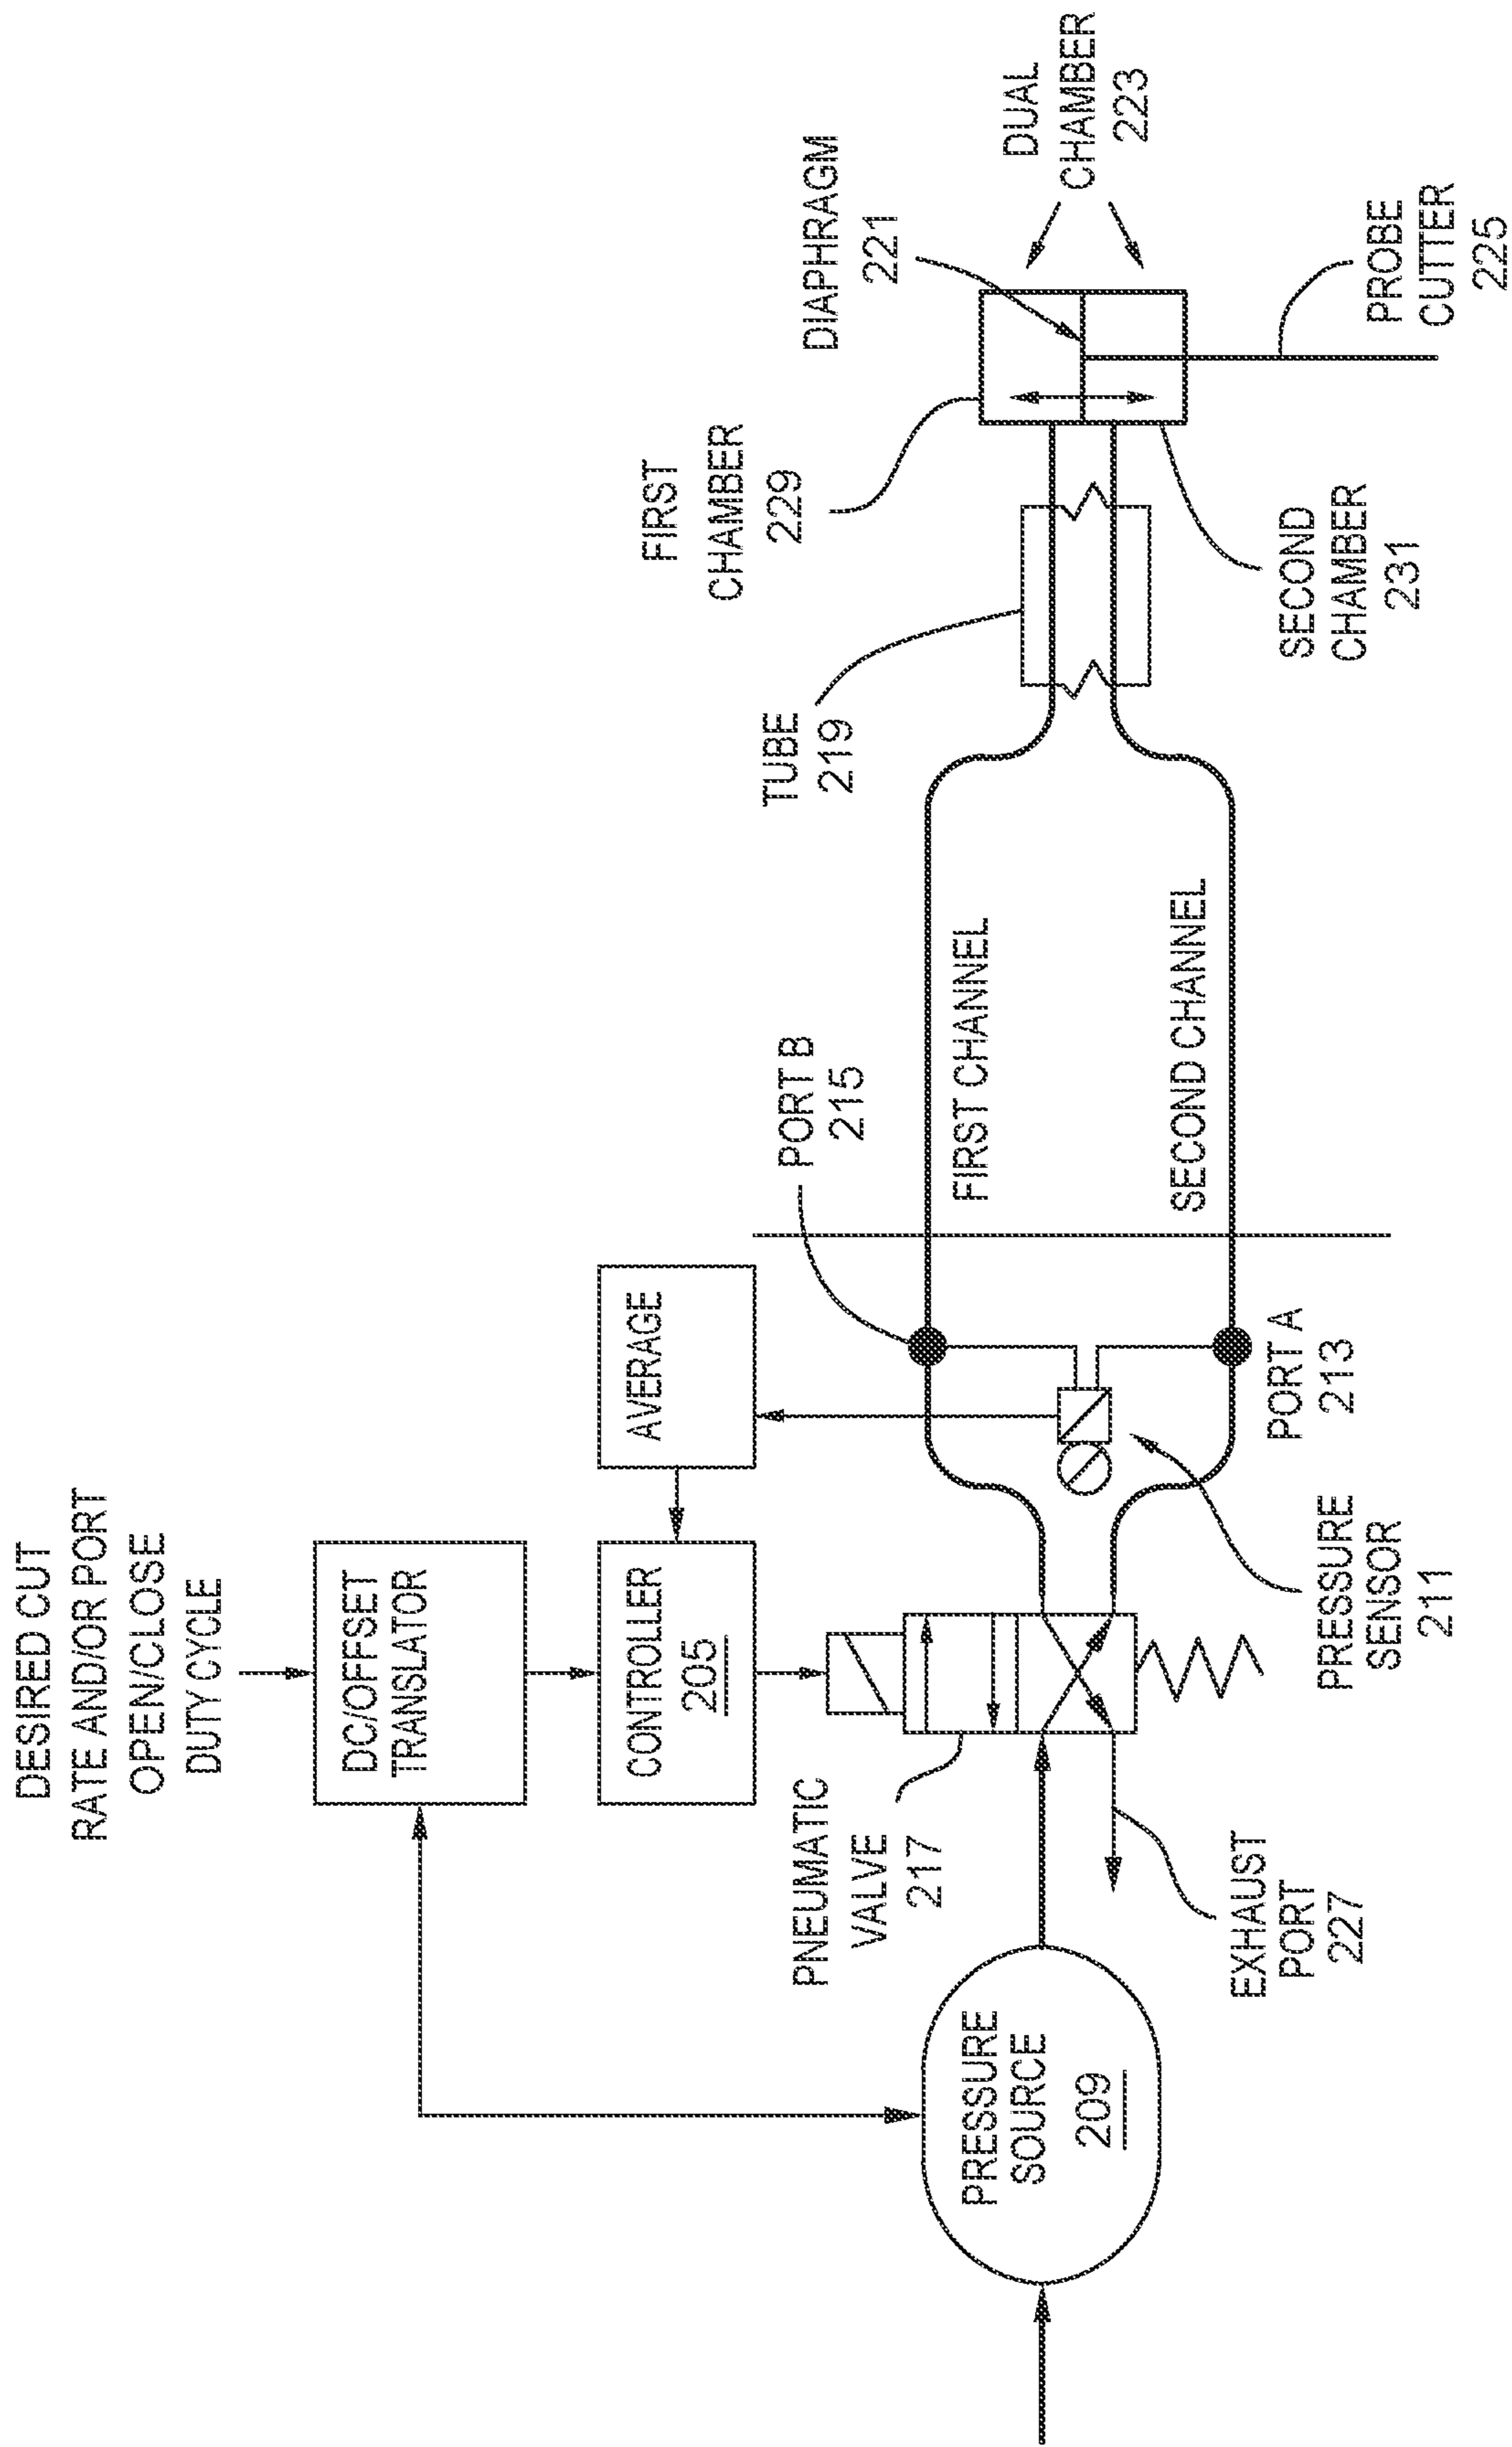 DESIRED CUT
RATE AND/OR PORT
OPEN/CLOSE
DUTY CYCLE
DC/OFFSET
TRANSLATOR
CONTROLLER
205
AVERAGE
PNEUMATIC
VALVE
217
PORT B
215
TUBE
219
FIRST
CHAMBER
229
DIAPHRAGM
221
DUAL
CHAMBER
223
PRESSURE
SOURCE
209
FIRST CHANNEL
SECOND CHANNEL
EXHAUST
PORT
227
PRESSURE
SENSOR
211
PORT A
213
SECOND
CHAMBER
231
PROBE
CUTTER
225